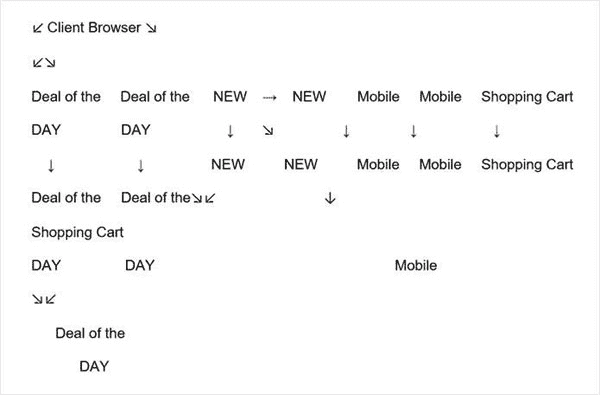 ↙ Client Browser ↘
↙↘
Deal of the Deal of the NEW → NEW Mobile Mobile Shopping Cart
DAY DAY ↓ ↘ ↓ ↓ ↓
↓ ↓ NEW NEW Mobile Mobile Shopping Cart
Deal of the Deal of the↘↙ ↓
Shopping Cart
DAY DAY Mobile
↘↙
Deal of the
DAY